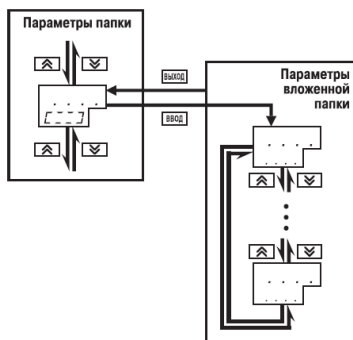 Параметры папки
ВЫХОД
ВВОД
Параметры
вложенной
папки